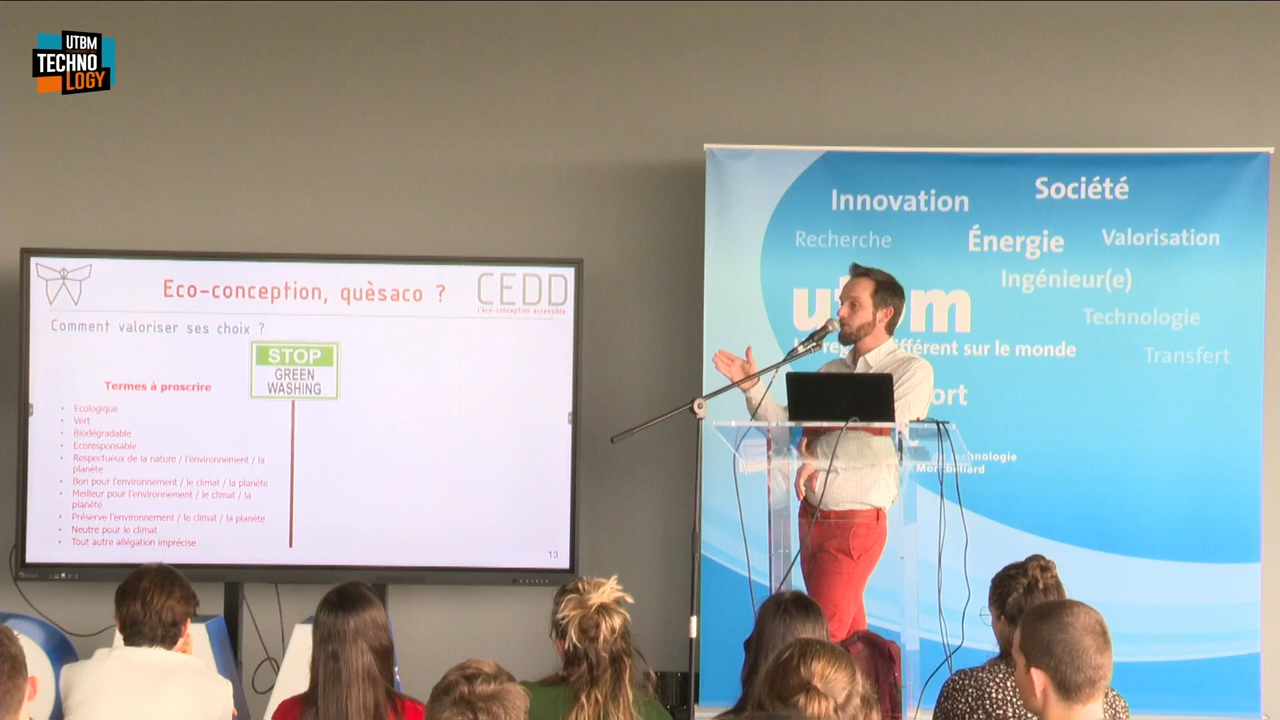 UTBM
TECHNO
LOGY
Eco-conception, quèsaco ?
CEDD
l'éco-conception accessible
Comment valoriser ses choix ?
STOP
GREEN
WASHING
Termes à proscrire
• Ecologique
• Vert
• Biodégradable
• Ecoresponsable
• Respectueux de la nature / l'environnement / la
planète
• Bon pour l'environnement / le climat / la planète
• Meilleur pour l'environnement / le climat / la
planète
• Préserve l'environnement / le climat / la planète
• Neutre pour le climat
• Tout autre allégation imprécise
13
Innovation
Société
Recherche
Énergie
Valorisation
Ingénieur(e)
utbm
Technologie
sur le monde
Transfert